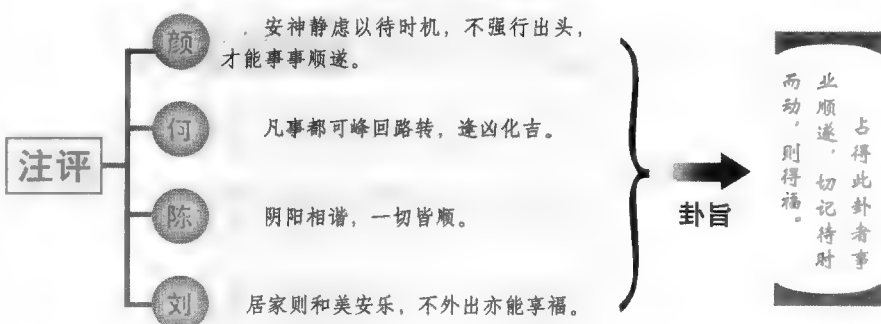 注评
颜
安神静虑以待时机，不强行出头，
才能事事顺遂。
何
凡事都可峰回路转，逢凶化吉。
陈
阴阳相谐，一切皆顺。
刘
居家则和美安乐，不外出亦能享福。
卦旨
占得此卦者事
业顺遂，切记待时
而动，则得福。